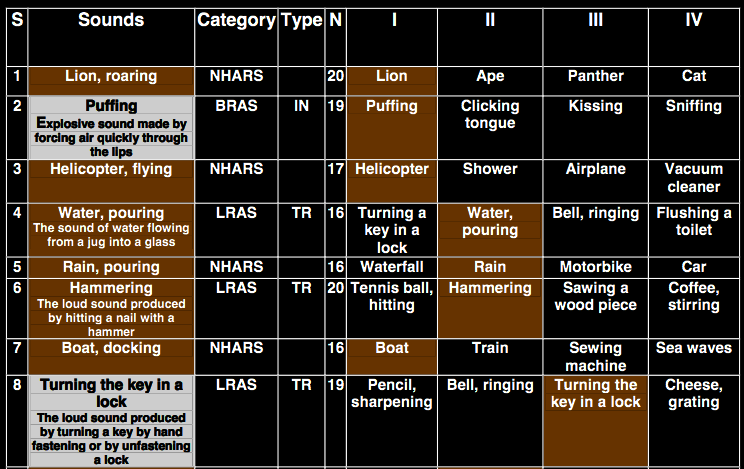 S Sounds Category Type N I II III IV
1 Lion, roaring NHARS 20 Lion Ape Panther Cat
2 Puffing BRAS IN 19 Puffing Clicking Kissing Sniffing
Explosive sound made by tongue
forcing air quickly through
the lips
3 Helicopter, flying NHARS 17 Helicopter Shower Airplane Vacuum
cleaner
4 Water, pouring LRAS TR 16 Turning a Water, Bell, ringing Flushing a
The sound of water flowing key in a pouring toilet
from a jug into a glass lock
5 Rain, pouring NHARS 16 Waterfall Rain Motorbike Car
6 Hammering LRAS TR 20 Tennis ball, Hammering Sawing a Coffee,
The loud sound produced hitting wood piece stirring
by hitting a nail with a
hammer
7 Boat, docking NHARS 16 Boat Train Sewing Sea waves
machine
8 Turning the key in a LRAS TR 19 Pencil, Bell, ringing Turning the Cheese,
lock sharpening key in a lock grating
The loud sound produced
by turning a key by hand
fastening or by unfastening
a lock